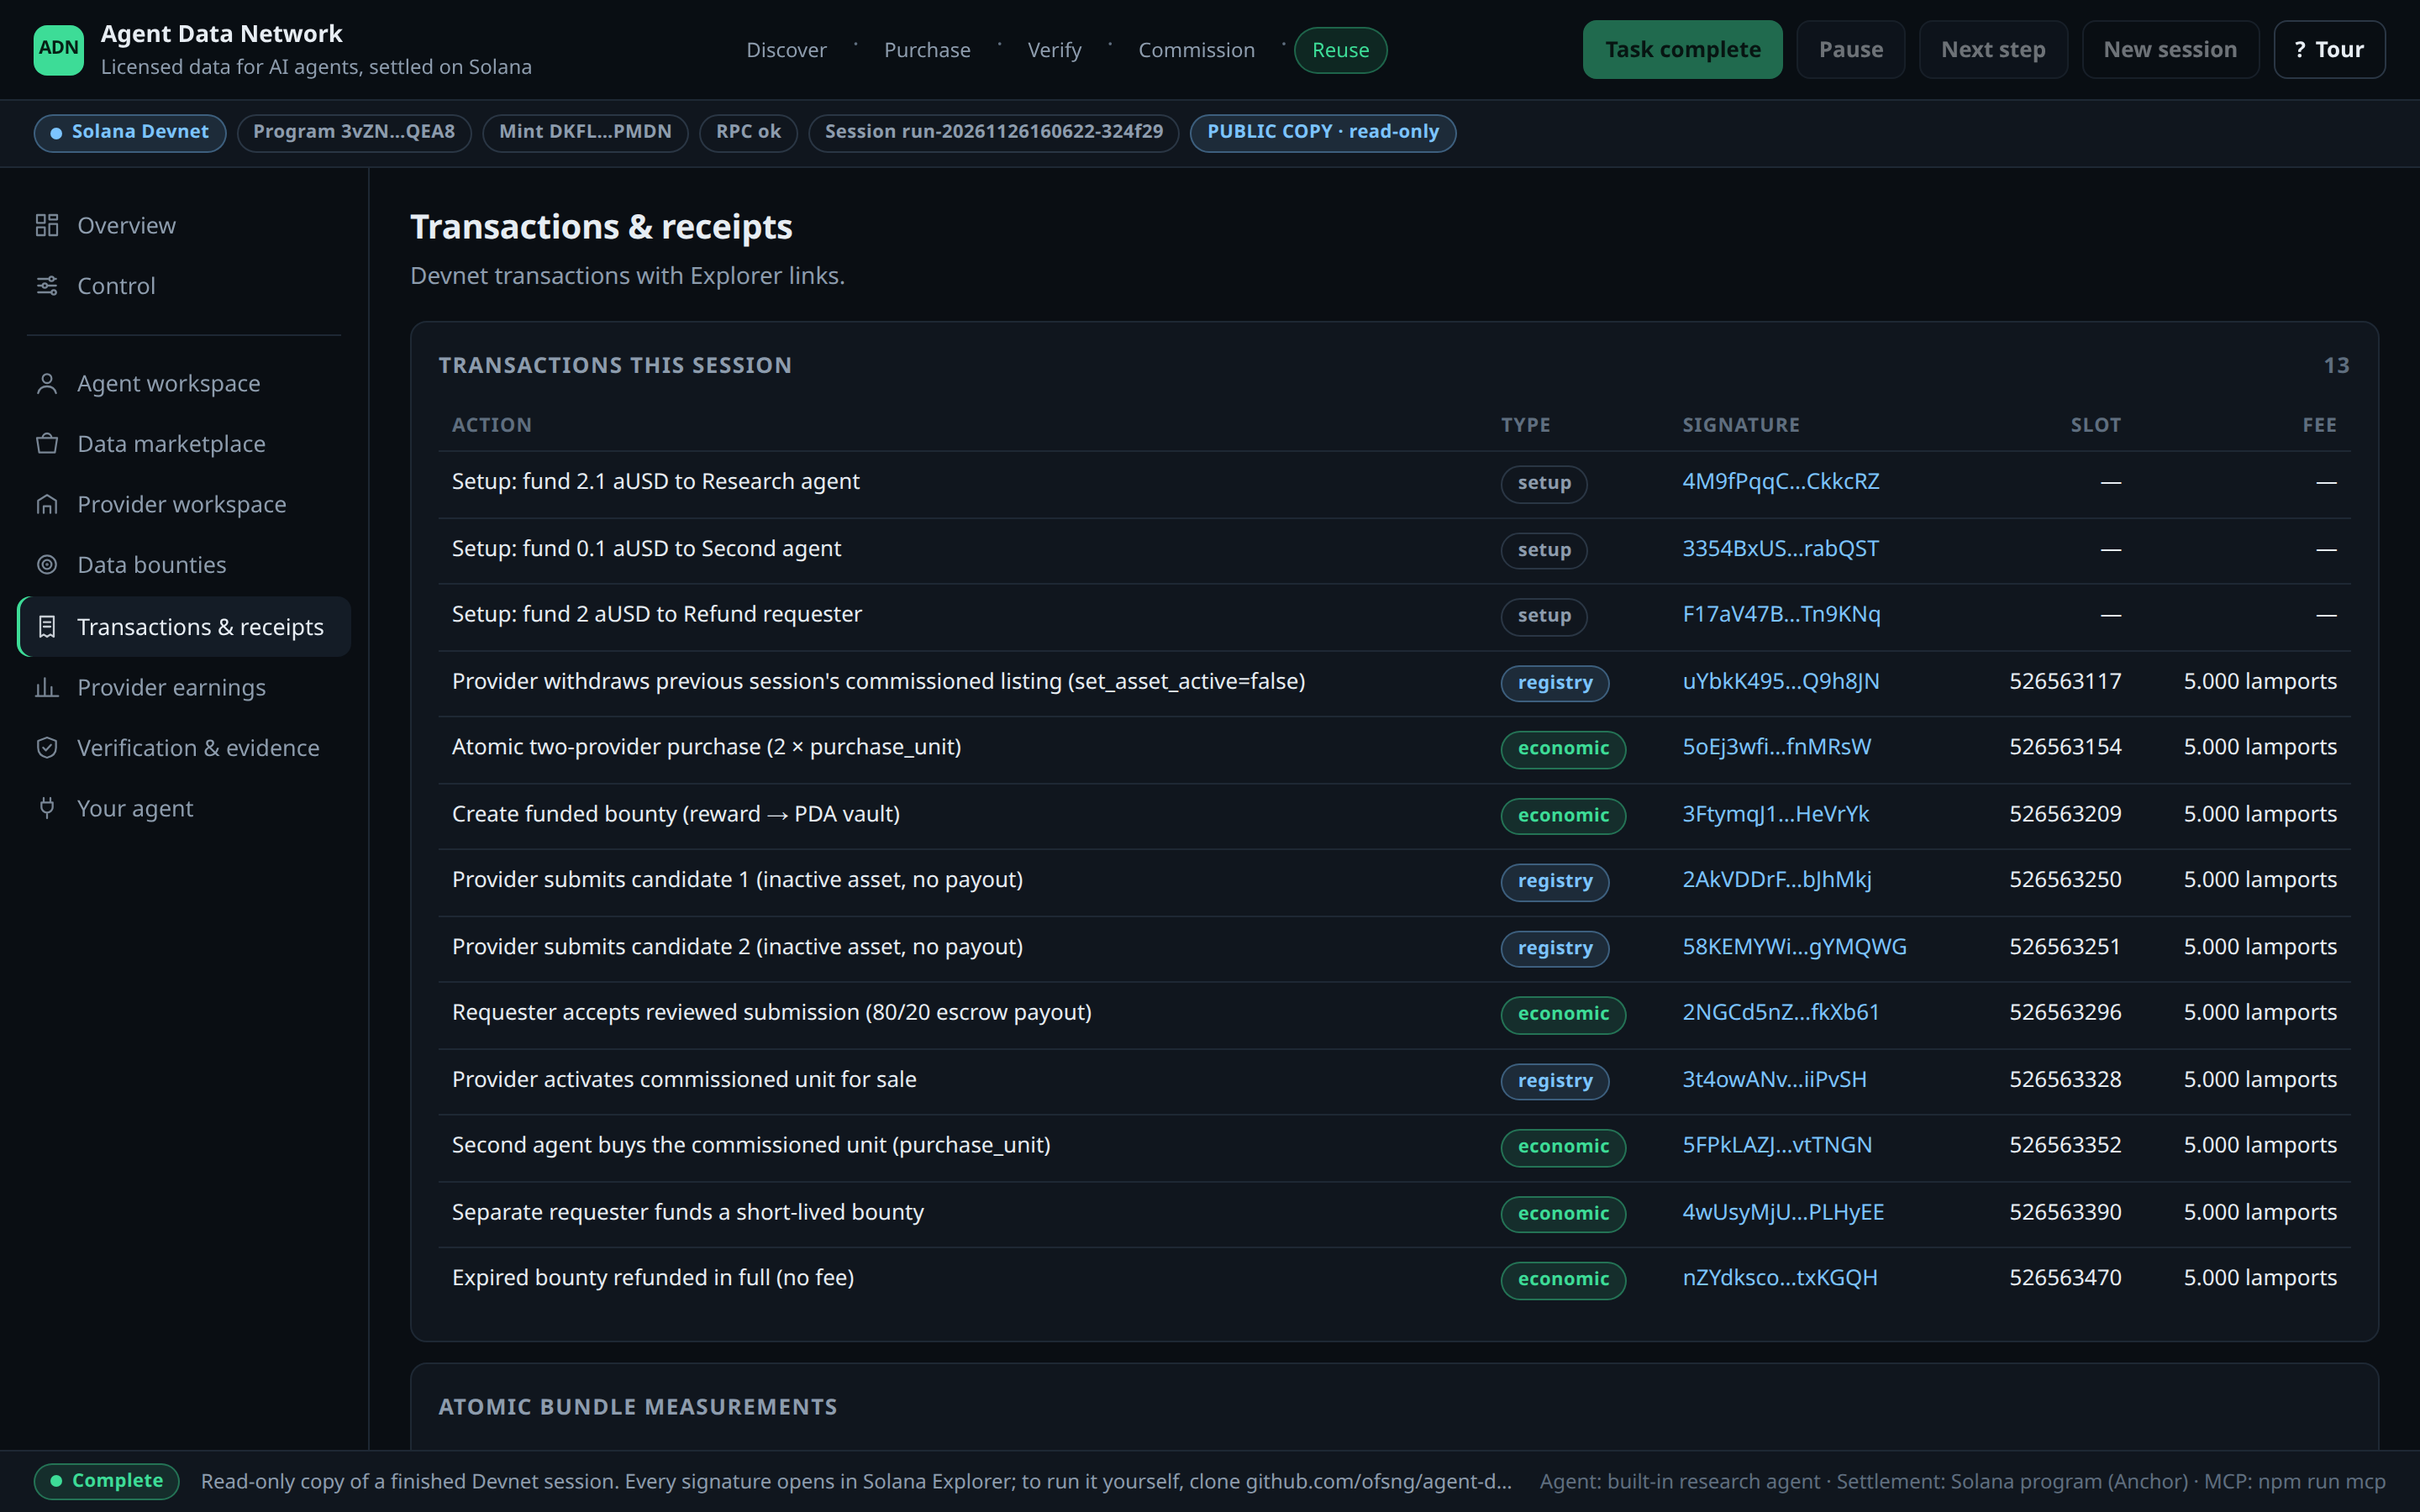 ADN
Agent Data Network
Licensed data for AI agents, settled on Solana
Discover · Purchase · Verify · Commission · Reuse
Task complete
Pause
Next step
New session
? Tour
Solana Devnet
Program 3vZN…QEA8
Mint DKFL…PMDN
RPC ok
Session run-20261126160622-324f29
PUBLIC COPY · read-only
Overview
Control
Agent workspace
Data marketplace
Provider workspace
Data bounties
Transactions & receipts
Provider earnings
Verification & evidence
Your agent
Transactions & receipts
Devnet transactions with Explorer links.
TRANSACTIONS THIS SESSION 13
ACTION TYPE SIGNATURE SLOT FEE
Setup: fund 2.1 aUSD to Research agent setup 4M9fPqqC…CkkcRZ — —
Setup: fund 0.1 aUSD to Second agent setup 3354BxUS…rabQST — —
Setup: fund 2 aUSD to Refund requester setup F17aV47B…Tn9KNq — —
Provider withdraws previous session's commissioned listing (set_asset_active=false) registry uYbkK495…Q9h8JN 526563117 5.000 lamports
Atomic two-provider purchase (2 × purchase_unit) economic 5oEj3wfi…fnMRsW 526563154 5.000 lamports
Create funded bounty (reward → PDA vault) economic 3FtymqJ1…HeVrYk 526563209 5.000 lamports
Provider submits candidate 1 (inactive asset, no payout) registry 2AkVDDrF…bJhMkj 526563250 5.000 lamports
Provider submits candidate 2 (inactive asset, no payout) registry 58KEMYWi…gYMQWG 526563251 5.000 lamports
Requester accepts reviewed submission (80/20 escrow payout) economic 2NGCd5nZ…fkXb61 526563296 5.000 lamports
Provider activates commissioned unit for sale registry 3t4owANv…iiPvSH 526563328 5.000 lamports
Second agent buys the commissioned unit (purchase_unit) economic 5FPkLAZJ…vtTNGN 526563352 5.000 lamports
Separate requester funds a short-lived bounty economic 4wUsyMjU…PLHyEE 526563390 5.000 lamports
Expired bounty refunded in full (no fee) economic nZYdksco…txKGQH 526563470 5.000 lamports
ATOMIC BUNDLE MEASUREMENTS
Complete
Read-only copy of a finished Devnet session. Every signature opens in Solana Explorer; to run it yourself, clone github.com/ofsng/agent-d…
Agent: built-in research agent · Settlement: Solana program (Anchor) · MCP: npm run mcp